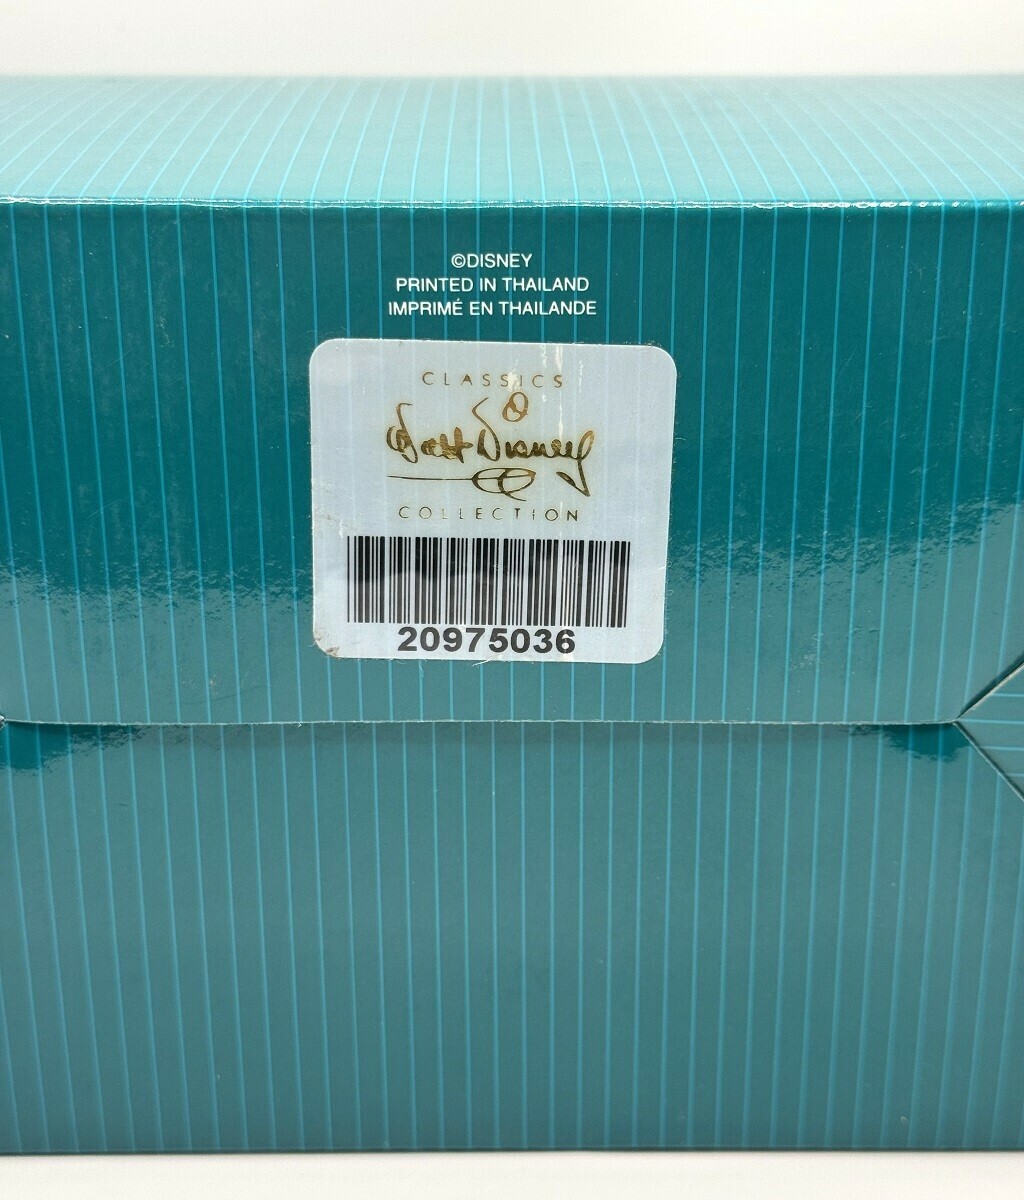 ©DISNEY
PRINTED IN THAILAND
IMPRIMÉ EN THAILANDE
CLASSICS
Walt Disney
COLLECTION
20975036